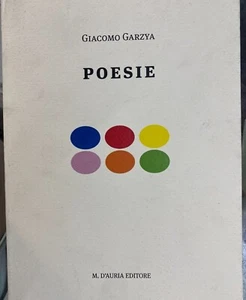 GIACOMO GARZYA
POESIE
M. D'AURIA EDITORE